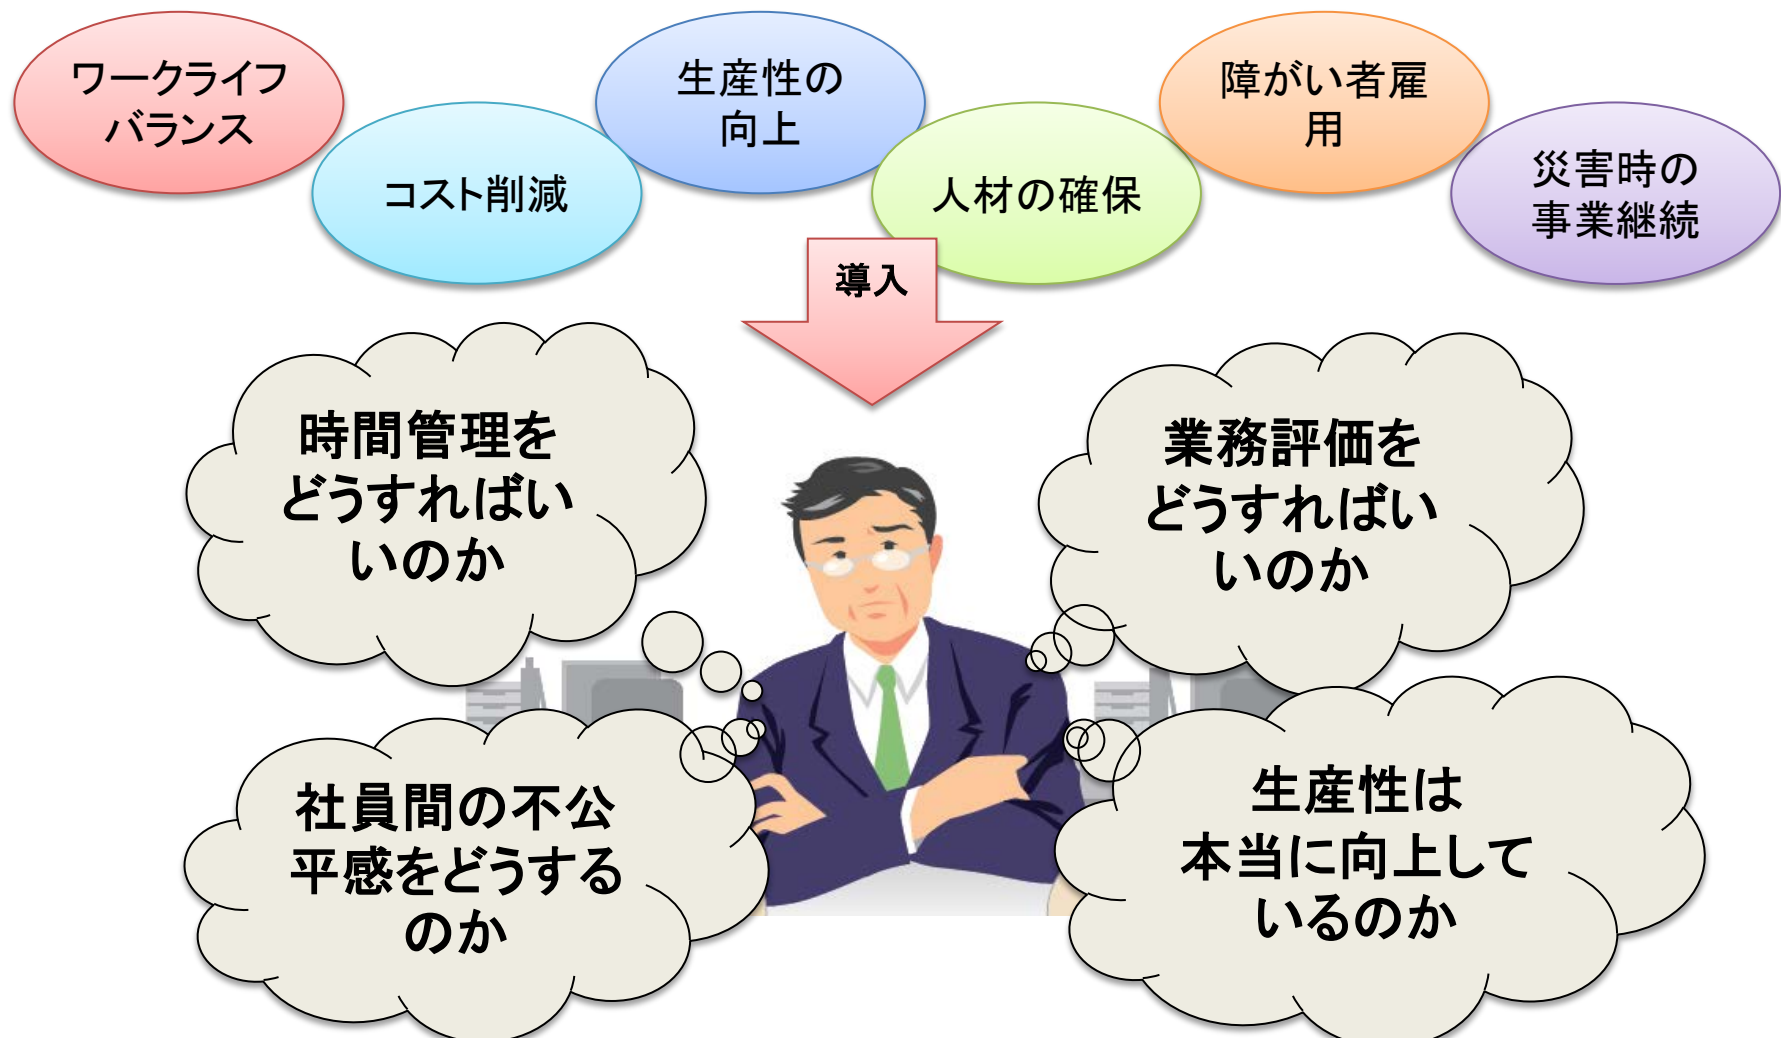 ワークライフ
バランス
コスト削減
生産性の
向上
人材の確保
障がい者雇
用
災害時の
事業継続
導入
時間管理を
どうすればい
いのか
業務評価を
どうすればい
いのか
社員間の不公
平感をどうする
のか
生産性は
本当に向上して
いるのか